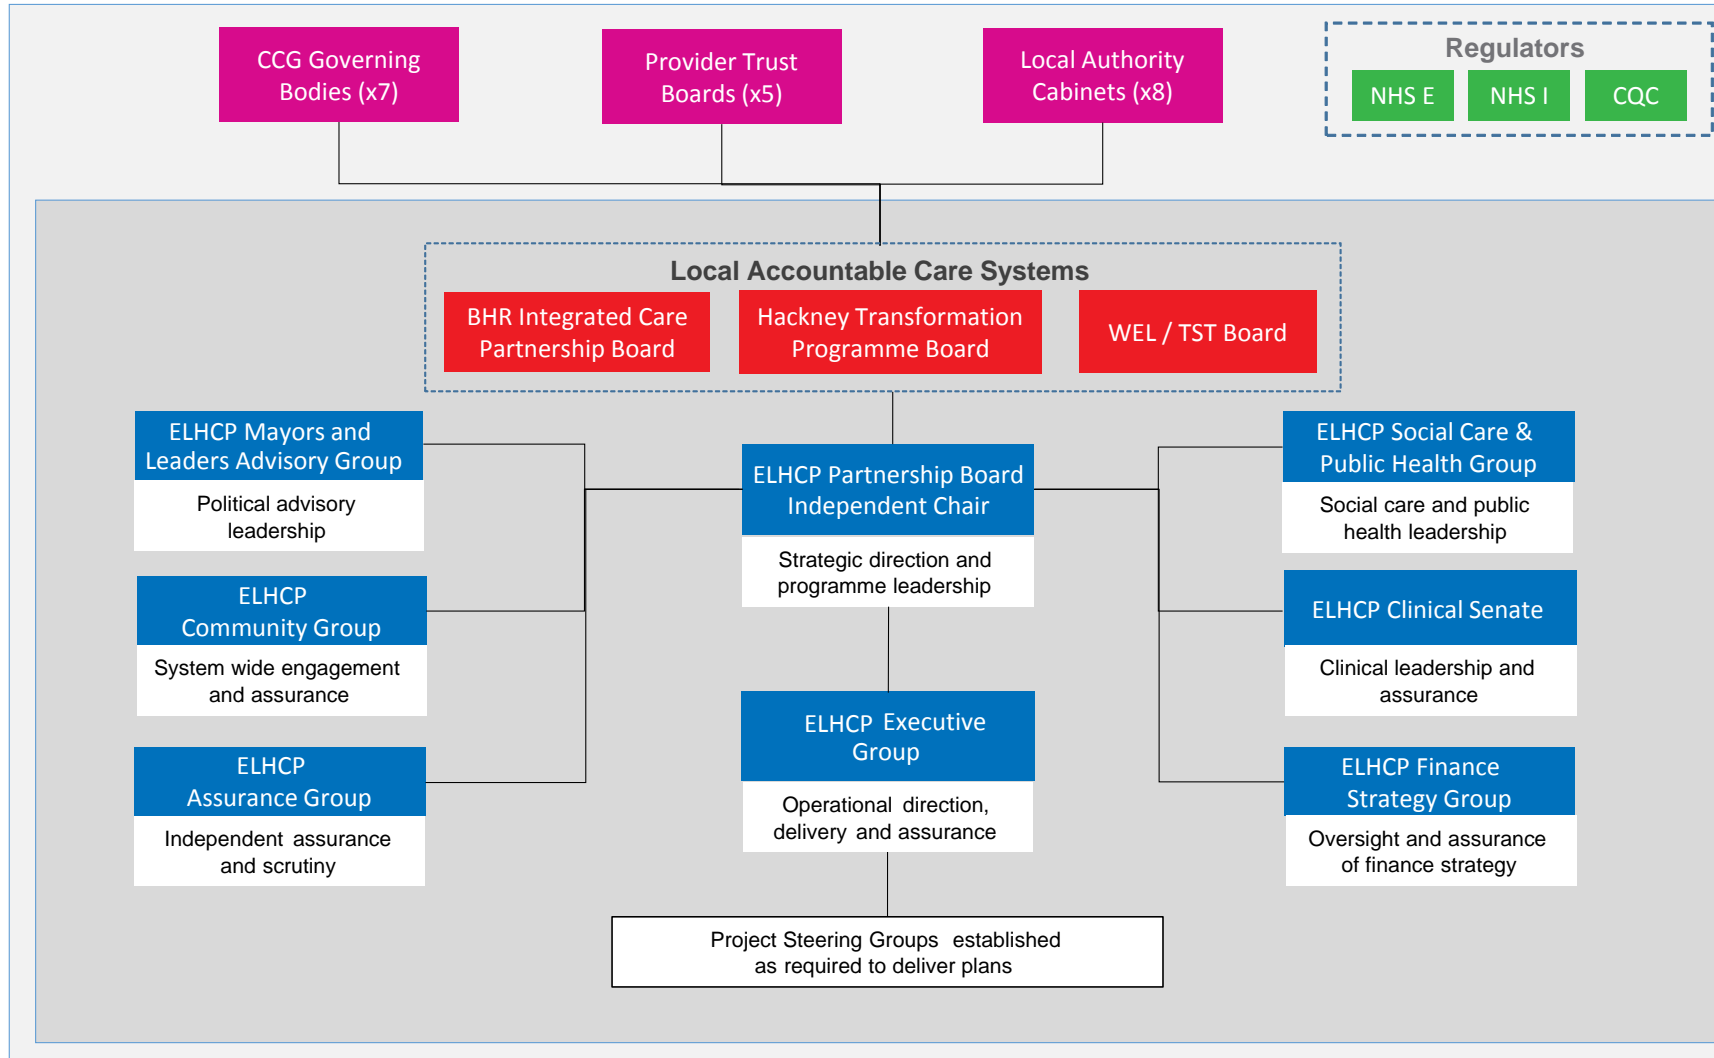 CCG Governing
Bodies (x7)
Provider Trust
Boards (x5)
Local Authority
Cabinets (x8)
Regulators
NHS E
NHS I
CQC
Local Accountable Care Systems
BHR Integrated Care
Partnership Board
Hackney Transformation
Programme Board
WEL / TST Board
ELHCP Mayors and
Leaders Advisory Group
Political advisory
leadership
ELHCP
Community Group
System wide engagement
and assurance
ELHCP
Assurance Group
Independent assurance
and scrutiny
ELHCP Partnership Board
Independent Chair
Strategic direction and
programme leadership
ELHCP Executive
Group
Operational direction,
delivery and assurance
Project Steering Groups established
as required to deliver plans
ELHCP Social Care &
Public Health Group
Social care and public
health leadership
ELHCP Clinical Senate
Clinical leadership and
assurance
ELHCP Finance
Strategy Group
Oversight and assurance
of finance strategy